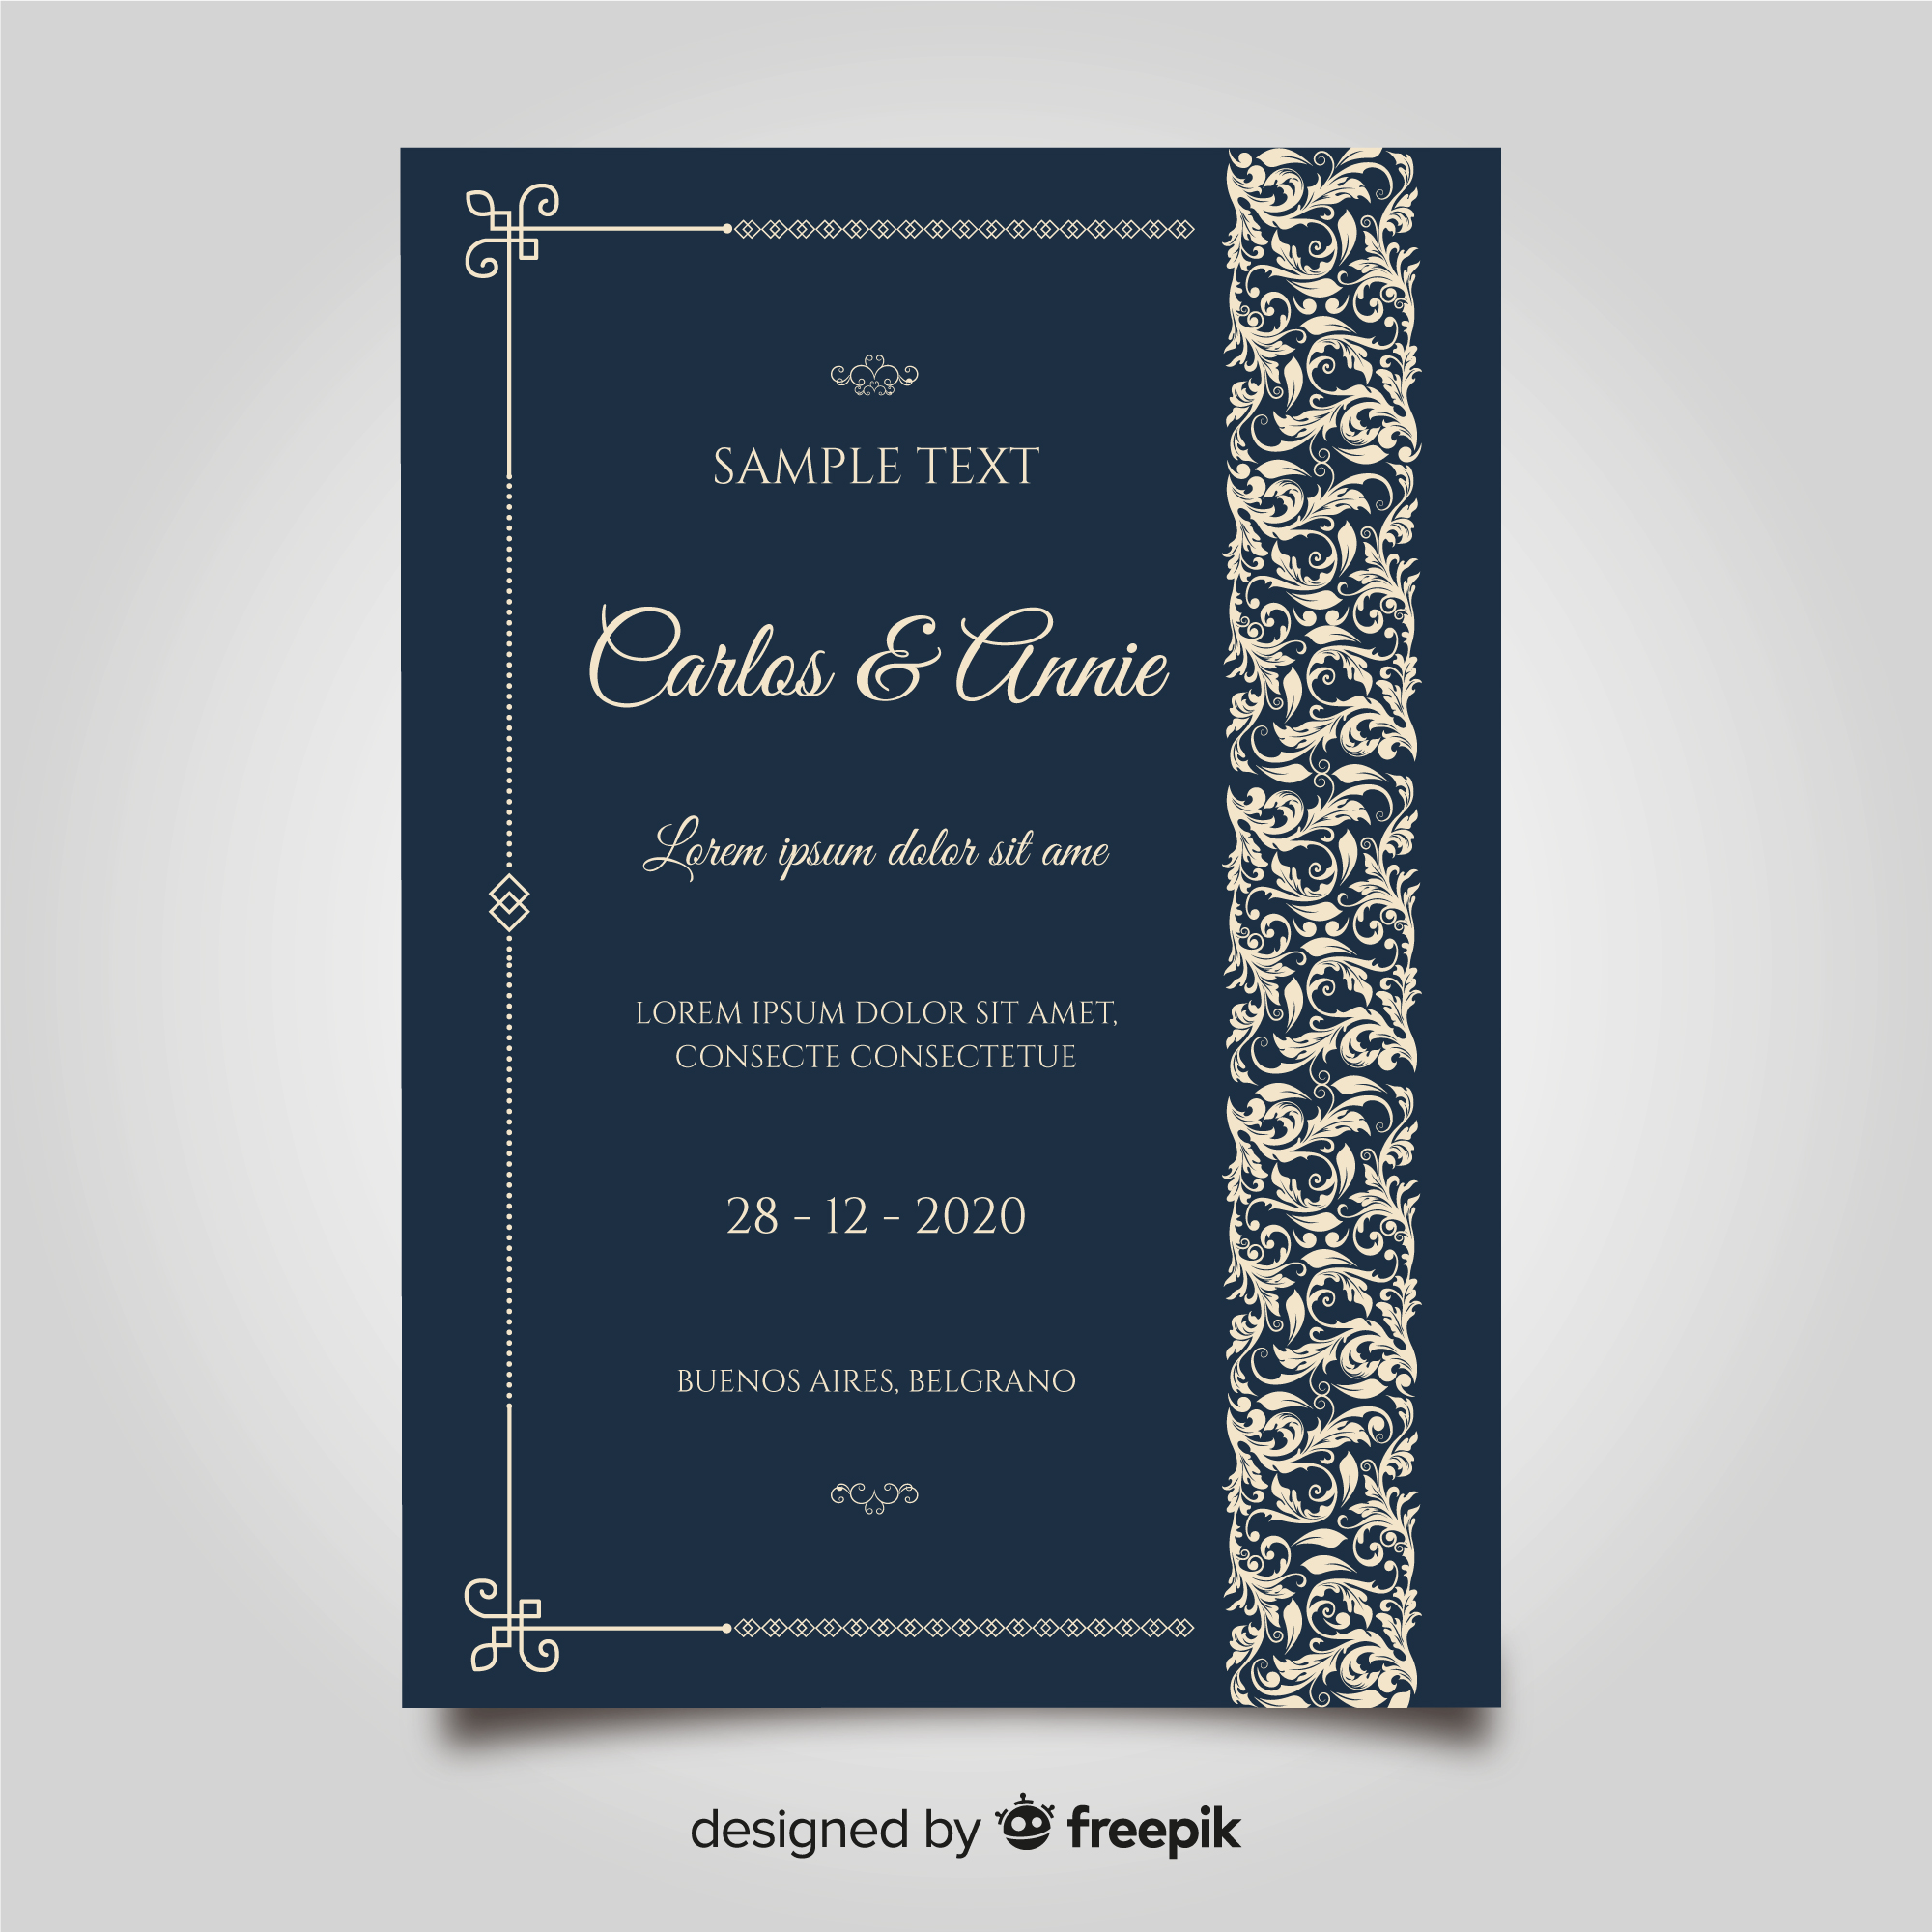 SAMPLE TEXT
Carlos & Annie
Lorem ipsum dolor sit ame
LOREM IPSUM DOLOR SIT AMET,
CONSECTE CONSECTETUE
28 - 12 - 2020
BUENOS AIRES, BELGRANO
designed by freepik